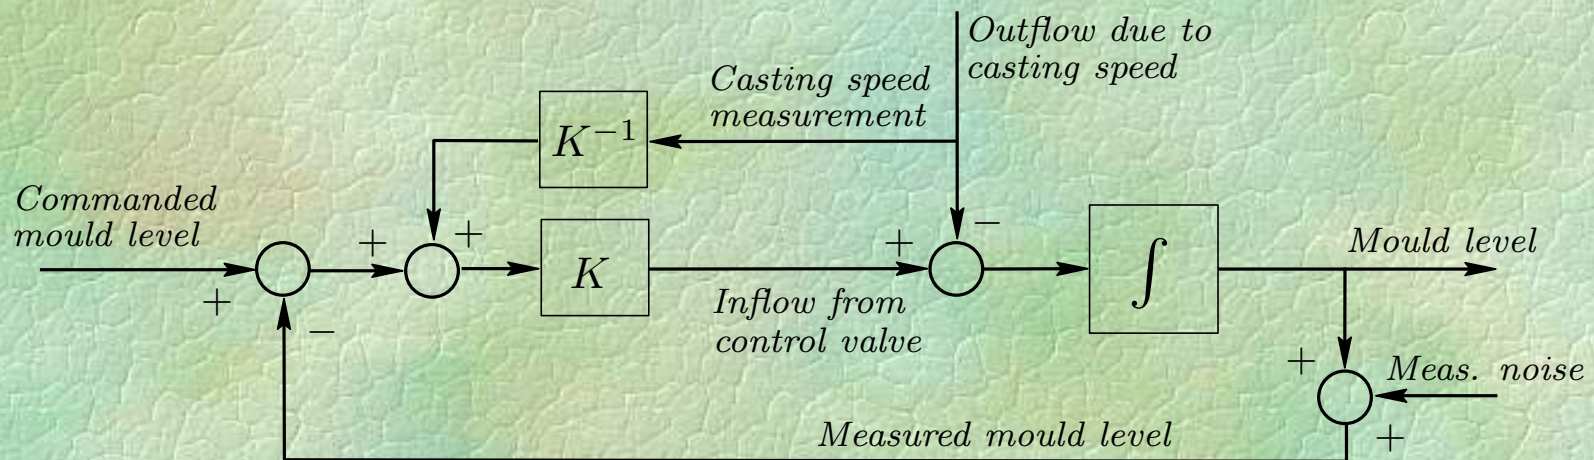 Outflow due to
casting speed
Casting speed
measurement
K⁻¹
Commanded
mould level
+
+
+
−
K
+
−
∫
Inflow from
control valve
Mould level
+
Meas. noise
+
Measured mould level